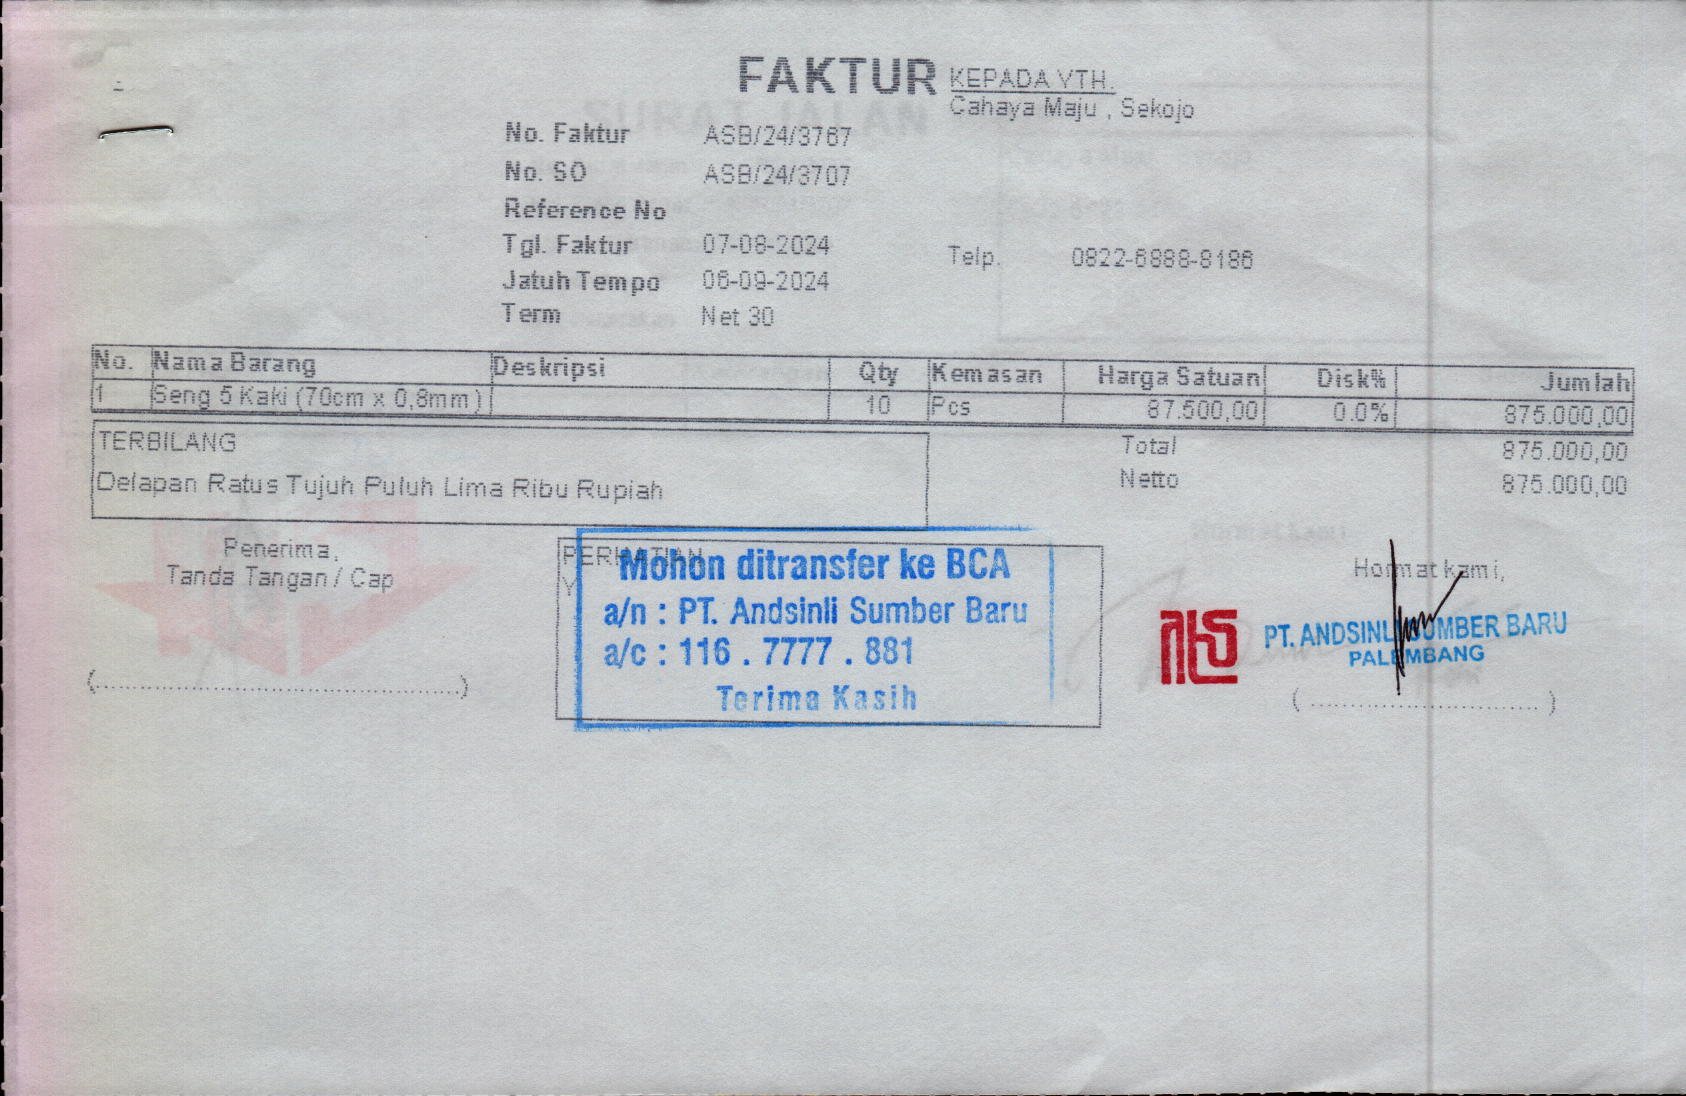 FAKTUR
KEPADA YTH.
Cahaya Maju , Sekojo
No. Faktur ASB/24/3767
No. SO ASB/24/3707
Reference No
Tgl. Faktur 07-08-2024
Telp. 0822-6888-8186
Jatuh Tempo 06-09-2024
Term Net 30
No. Nama Barang Deskripsi Qty Kemasan Harga Satuan Disk% Jumlah
1 Seng 5 Kaki (70cm x 0,8mm) 10 Pcs 87.500,00 0.0% 875.000,00
TERBILANG
Delapan Ratus Tujuh Puluh Lima Ribu Rupiah
Total 875.000,00
Netto 875.000,00
Penerima,
Tanda Tangan / Cap
(................................................)
PERHATIAN
Mohon ditransfer ke BCA
a/n : PT. Andsinli Sumber Baru
a/c : 116 . 7777 . 881
Terima Kasih
Hormat kami,
PT. ANDSINLI SUMBER BARU
PALEMBANG
( ............................... )